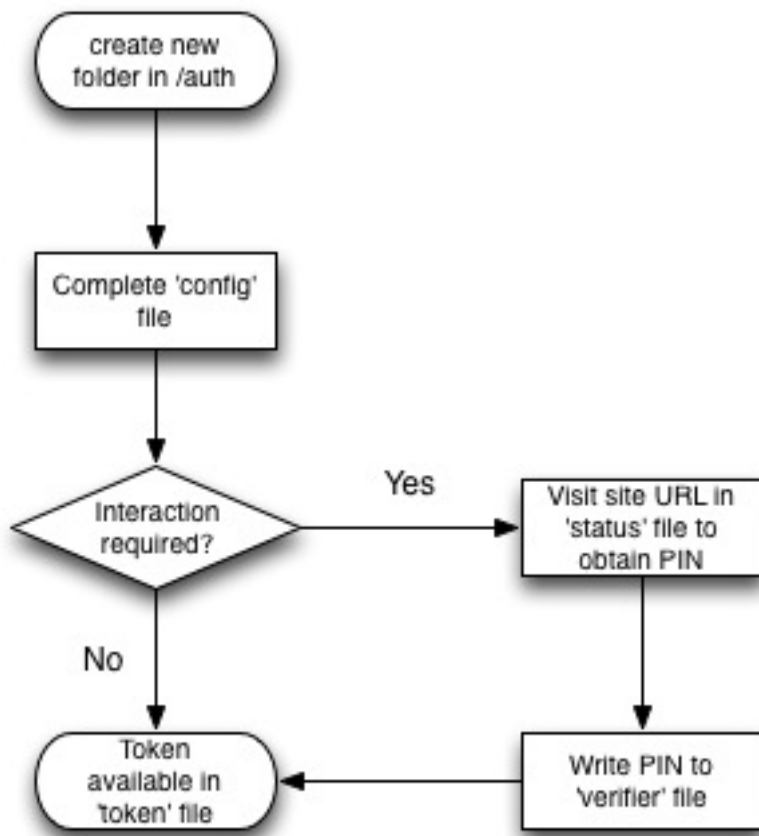 create new
folder in /auth
Complete 'config'
file
Interaction
required?
Yes
Visit site URL in
'status' file to
obtain PIN
No
Token
available in
'token' file
Write PIN to
'verifier' file